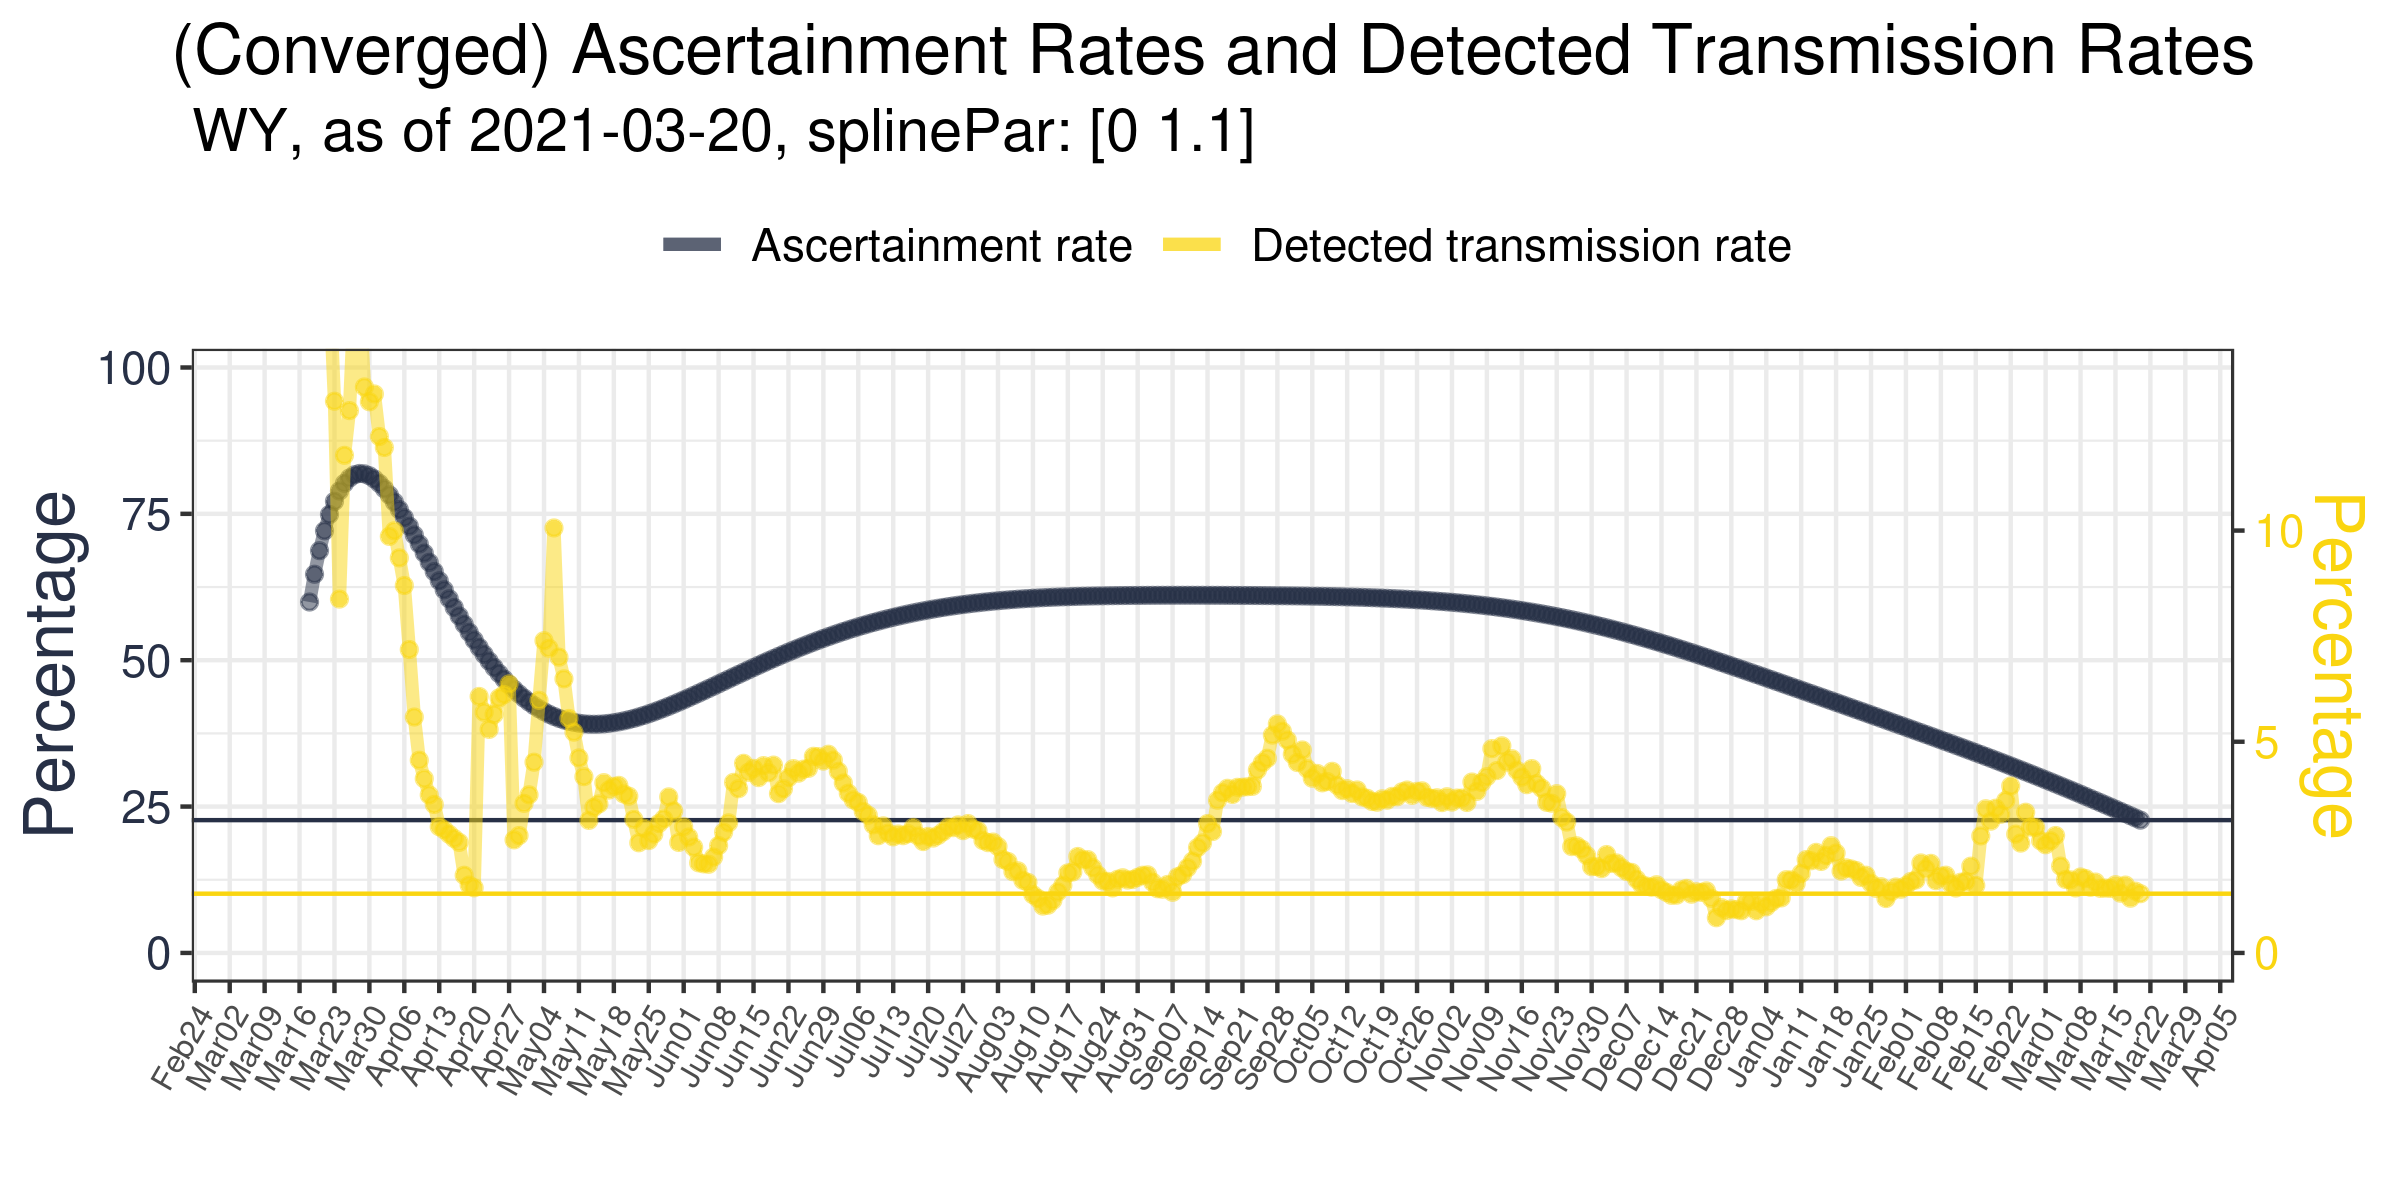 (Converged) Ascertainment Rates and Detected Transmission Rates
WY, as of 2021-03-20, splinePar: [0 1.1]
Ascertainment rate
Detected transmission rate
Percentage
100
75
50
25
0
Percentage
10
5
0
Feb24
Mar02
Mar09
Mar16
Mar23
Mar30
Apr06
Apr13
Apr20
Apr27
May04
May11
May18
May25
Jun01
Jun08
Jun15
Jun22
Jun29
Jul06
Jul13
Jul20
Jul27
Aug03
Aug10
Aug17
Aug24
Aug31
Sep07
Sep14
Sep21
Sep28
Oct05
Oct12
Oct19
Oct26
Nov02
Nov09
Nov16
Nov23
Nov30
Dec07
Dec14
Dec21
Dec28
Jan04
Jan11
Jan18
Jan25
Feb01
Feb08
Feb15
Feb22
Mar01
Mar08
Mar15
Mar22
Mar29
Apr05